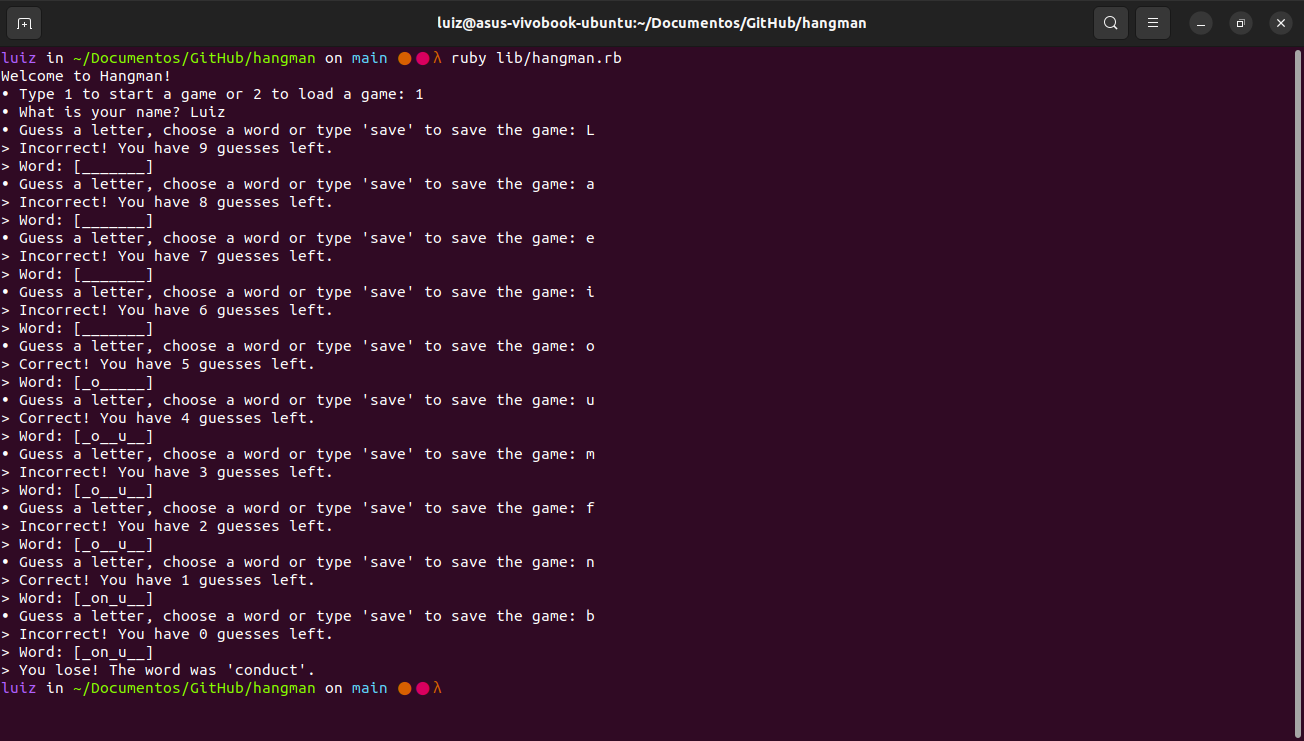 luiz@asus-vivobook-ubuntu:~/Documentos/GitHub/hangman
luiz in ~/Documentos/GitHub/hangman on main λ ruby lib/hangman.rb
Welcome to Hangman!
• Type 1 to start a game or 2 to load a game: 1
• What is your name? Luiz
• Guess a letter, choose a word or type 'save' to save the game: L
> Incorrect! You have 9 guesses left.
> Word: [_______]
• Guess a letter, choose a word or type 'save' to save the game: a
> Incorrect! You have 8 guesses left.
> Word: [_______]
• Guess a letter, choose a word or type 'save' to save the game: e
> Incorrect! You have 7 guesses left.
> Word: [_______]
• Guess a letter, choose a word or type 'save' to save the game: i
> Incorrect! You have 6 guesses left.
> Word: [_______]
• Guess a letter, choose a word or type 'save' to save the game: o
> Correct! You have 5 guesses left.
> Word: [_o_____]
• Guess a letter, choose a word or type 'save' to save the game: u
> Correct! You have 4 guesses left.
> Word: [_o__u__]
• Guess a letter, choose a word or type 'save' to save the game: m
> Incorrect! You have 3 guesses left.
> Word: [_o__u__]
• Guess a letter, choose a word or type 'save' to save the game: f
> Incorrect! You have 2 guesses left.
> Word: [_o__u__]
• Guess a letter, choose a word or type 'save' to save the game: n
> Correct! You have 1 guesses left.
> Word: [_on_u__]
• Guess a letter, choose a word or type 'save' to save the game: b
> Incorrect! You have 0 guesses left.
> Word: [_on_u__]
> You lose! The word was 'conduct'.
luiz in ~/Documentos/GitHub/hangman on main λ